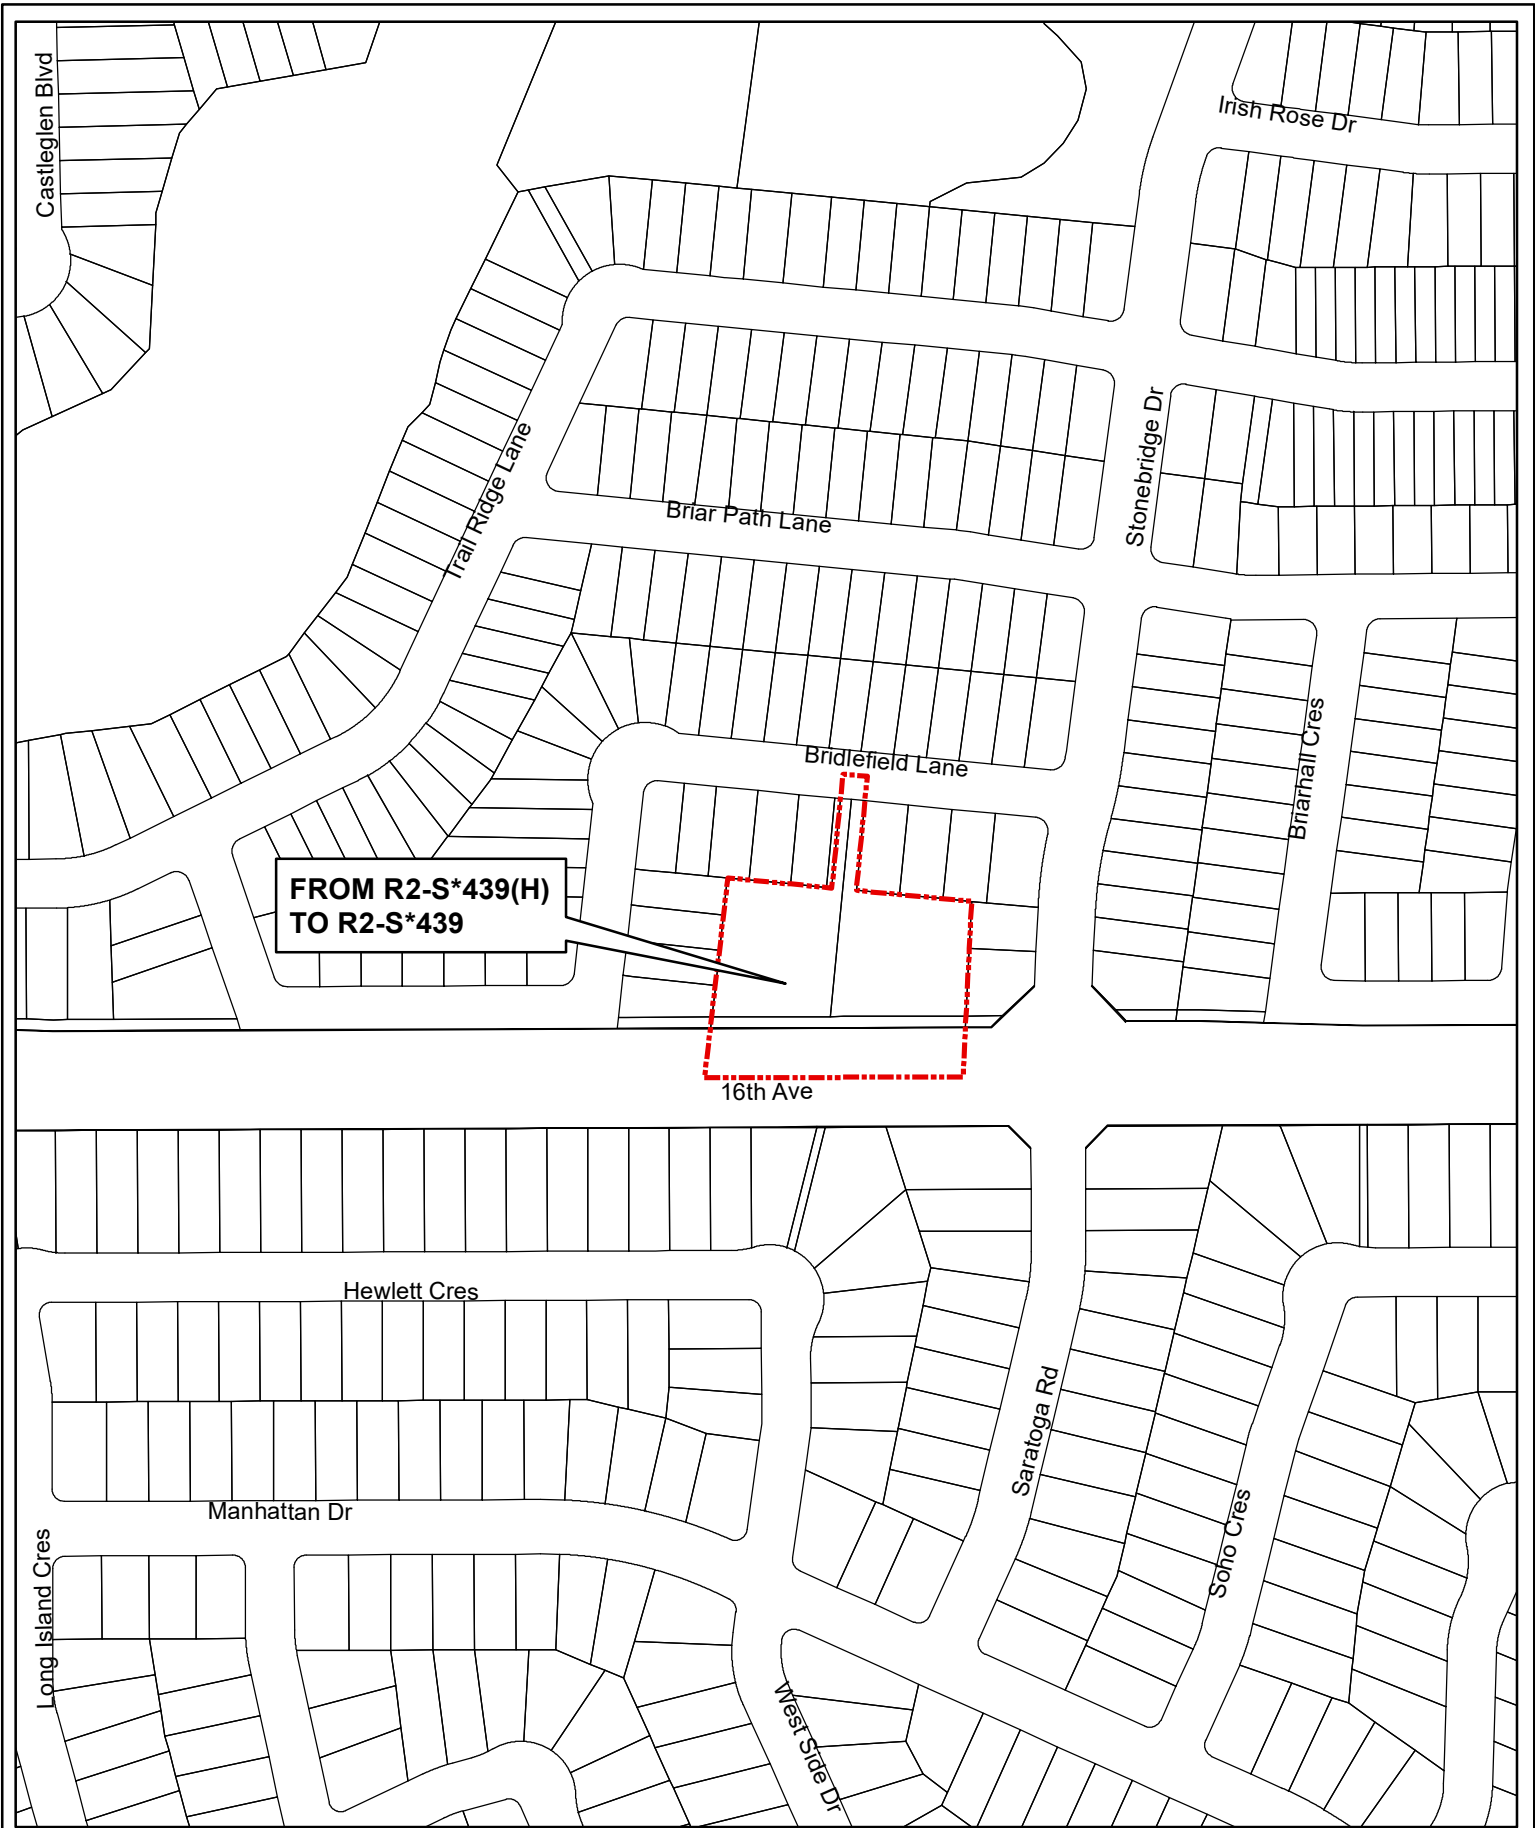 Castleglen Blvd
Irish Rose Dr
Trail Ridge Lane
Stonebridge Dr
Briar Path Lane
Bridlefield Lane
Briarhall Cres
FROM R2-S*439(H)
TO R2-S*439
16th Ave
Hewlett Cres
Saratoga Rd
Manhattan Dr
Soho Cres
Long Island Cres
West Side Dr